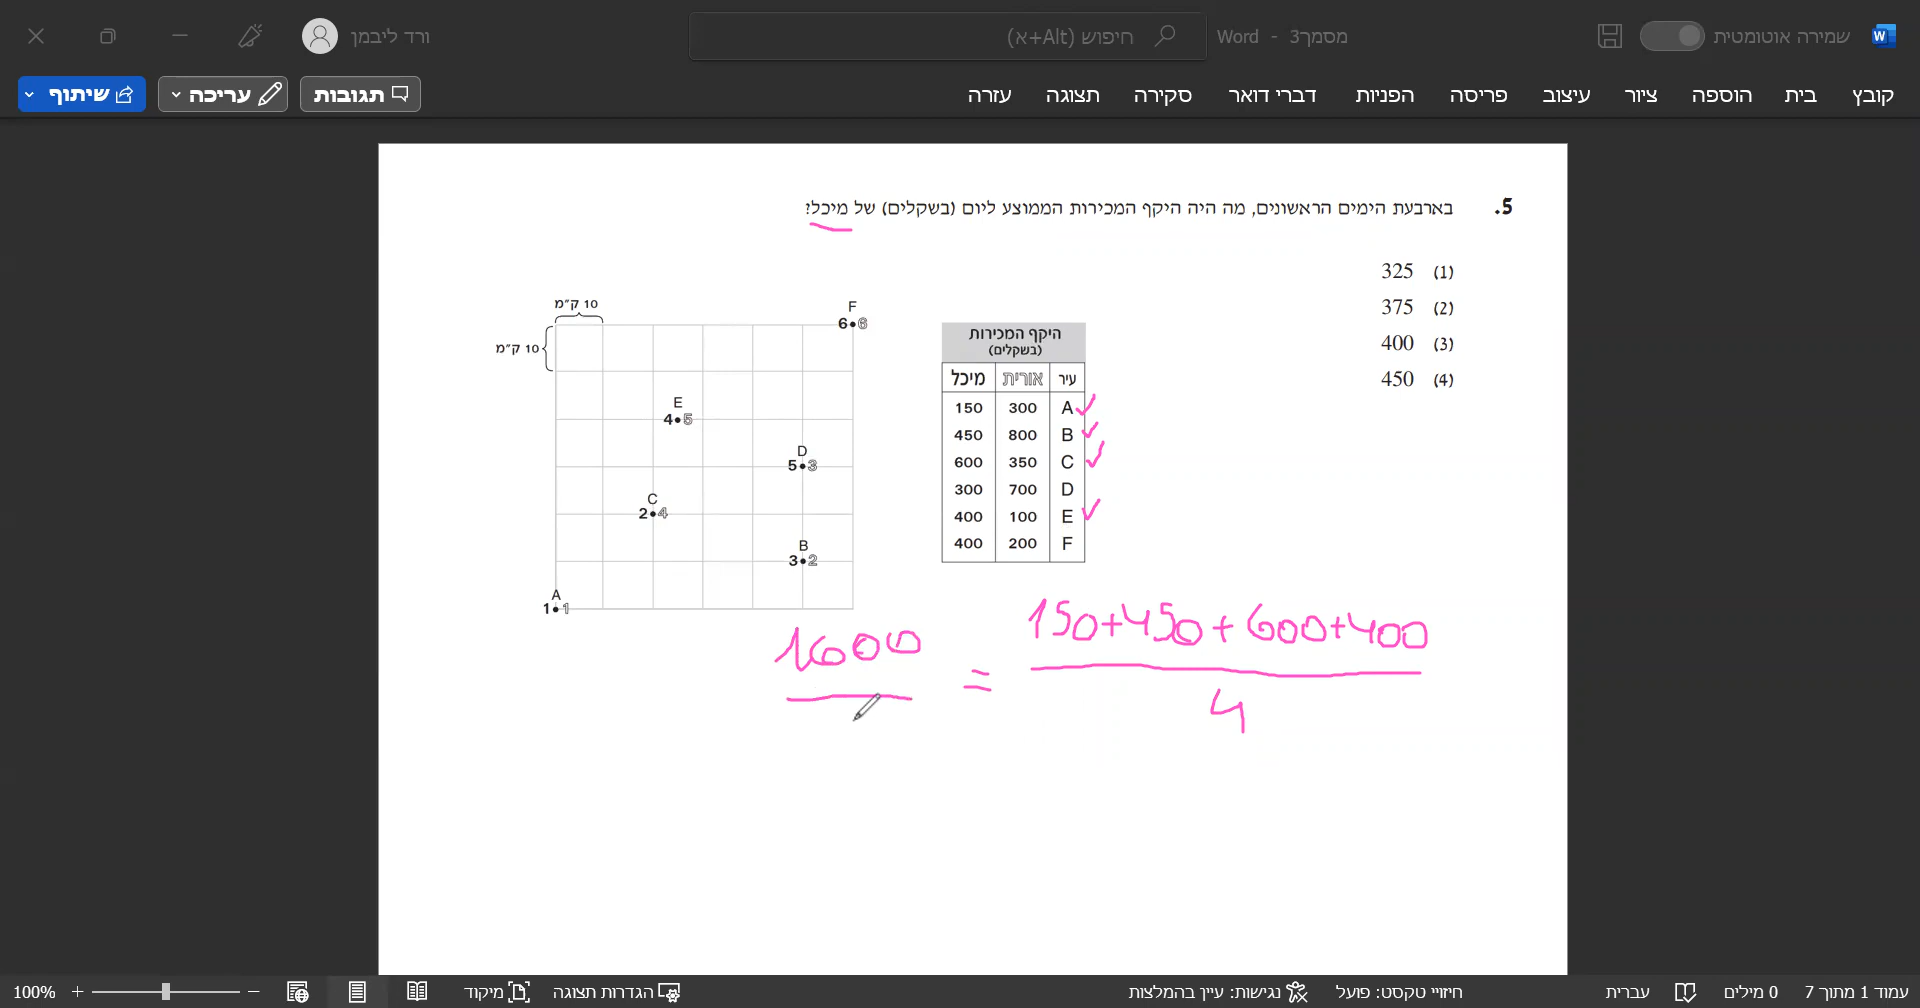 שמירה אוטומטית
מסמך3 - Word
חיפוש (Alt+א)
ורד ליבמן
קובץ
בית
הוספה
ציור
עיצוב
פריסה
הפניות
דברי דואר
סקירה
תצוגה
עזרה
תגובות
עריכה
שיתוף
5. בארבעת הימים הראשונים, מה היה היקף המכירות הממוצע ליום (בשקלים) של מיכל?
(1) 325
(2) 375
(3) 400
(4) 450
היקף המכירות
(בשקלים)
עיר אורית מיכל
A 300 150
B 800 450
C 350 600
D 700 300
E 100 400
F 200 400
10 ק"מ
10 ק"מ
F
6 6
E
4 5
D
5 3
C
2 4
B
3 2
A
1 1
150+450+600+400
4
=
1600
עמוד 1 מתוך 7
0 מילים
עברית
חיזויי טקסט: פועל
נגישות: עיין בהמלצות
הגדרות תצוגה
מיקוד
100%